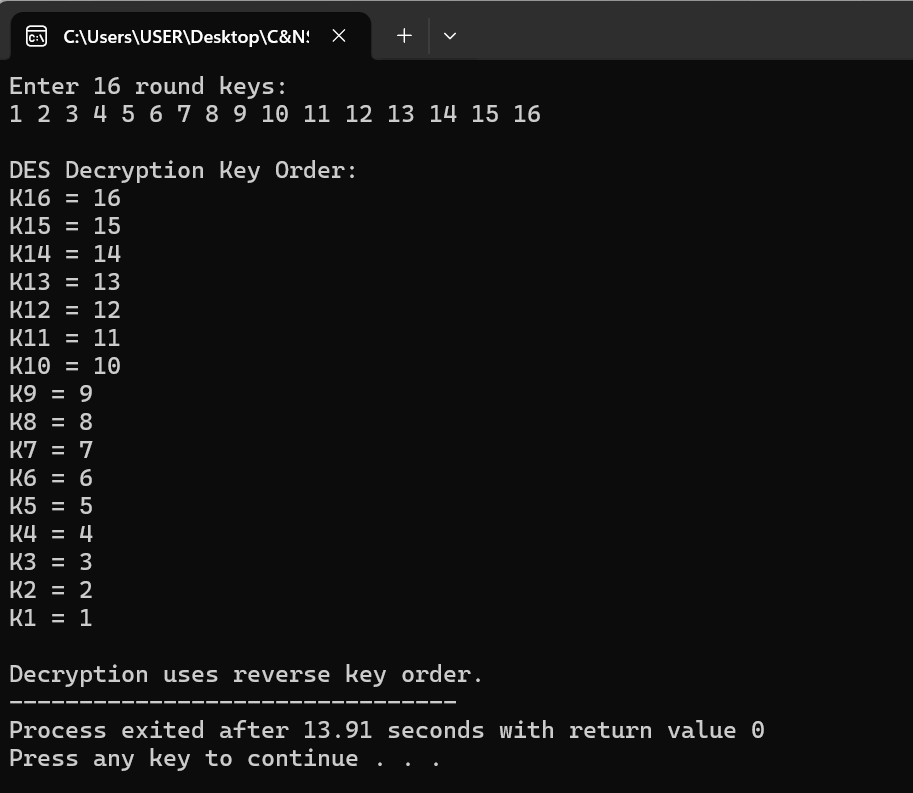 C:\Users\USER\Desktop\C&NS
Enter 16 round keys:
1 2 3 4 5 6 7 8 9 10 11 12 13 14 15 16
DES Decryption Key Order:
K16 = 16
K15 = 15
K14 = 14
K13 = 13
K12 = 12
K11 = 11
K10 = 10
K9 = 9
K8 = 8
K7 = 7
K6 = 6
K5 = 5
K4 = 4
K3 = 3
K2 = 2
K1 = 1
Decryption uses reverse key order.
--------------------------------
Process exited after 13.91 seconds with return value 0
Press any key to continue . . .